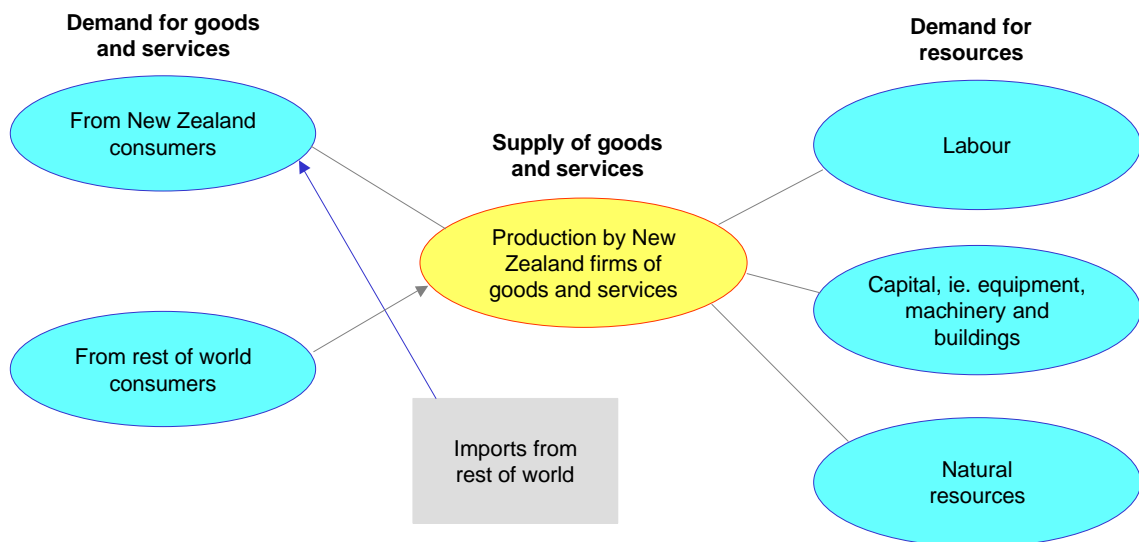 Demand for goods
and services
From New Zealand
consumers
From rest of world
consumers
Supply of goods
and services
Production by New
Zealand firms of
goods and services
Imports from
rest of world
Demand for
resources
Labour
Capital, ie. equipment,
machinery and
buildings
Natural
resources